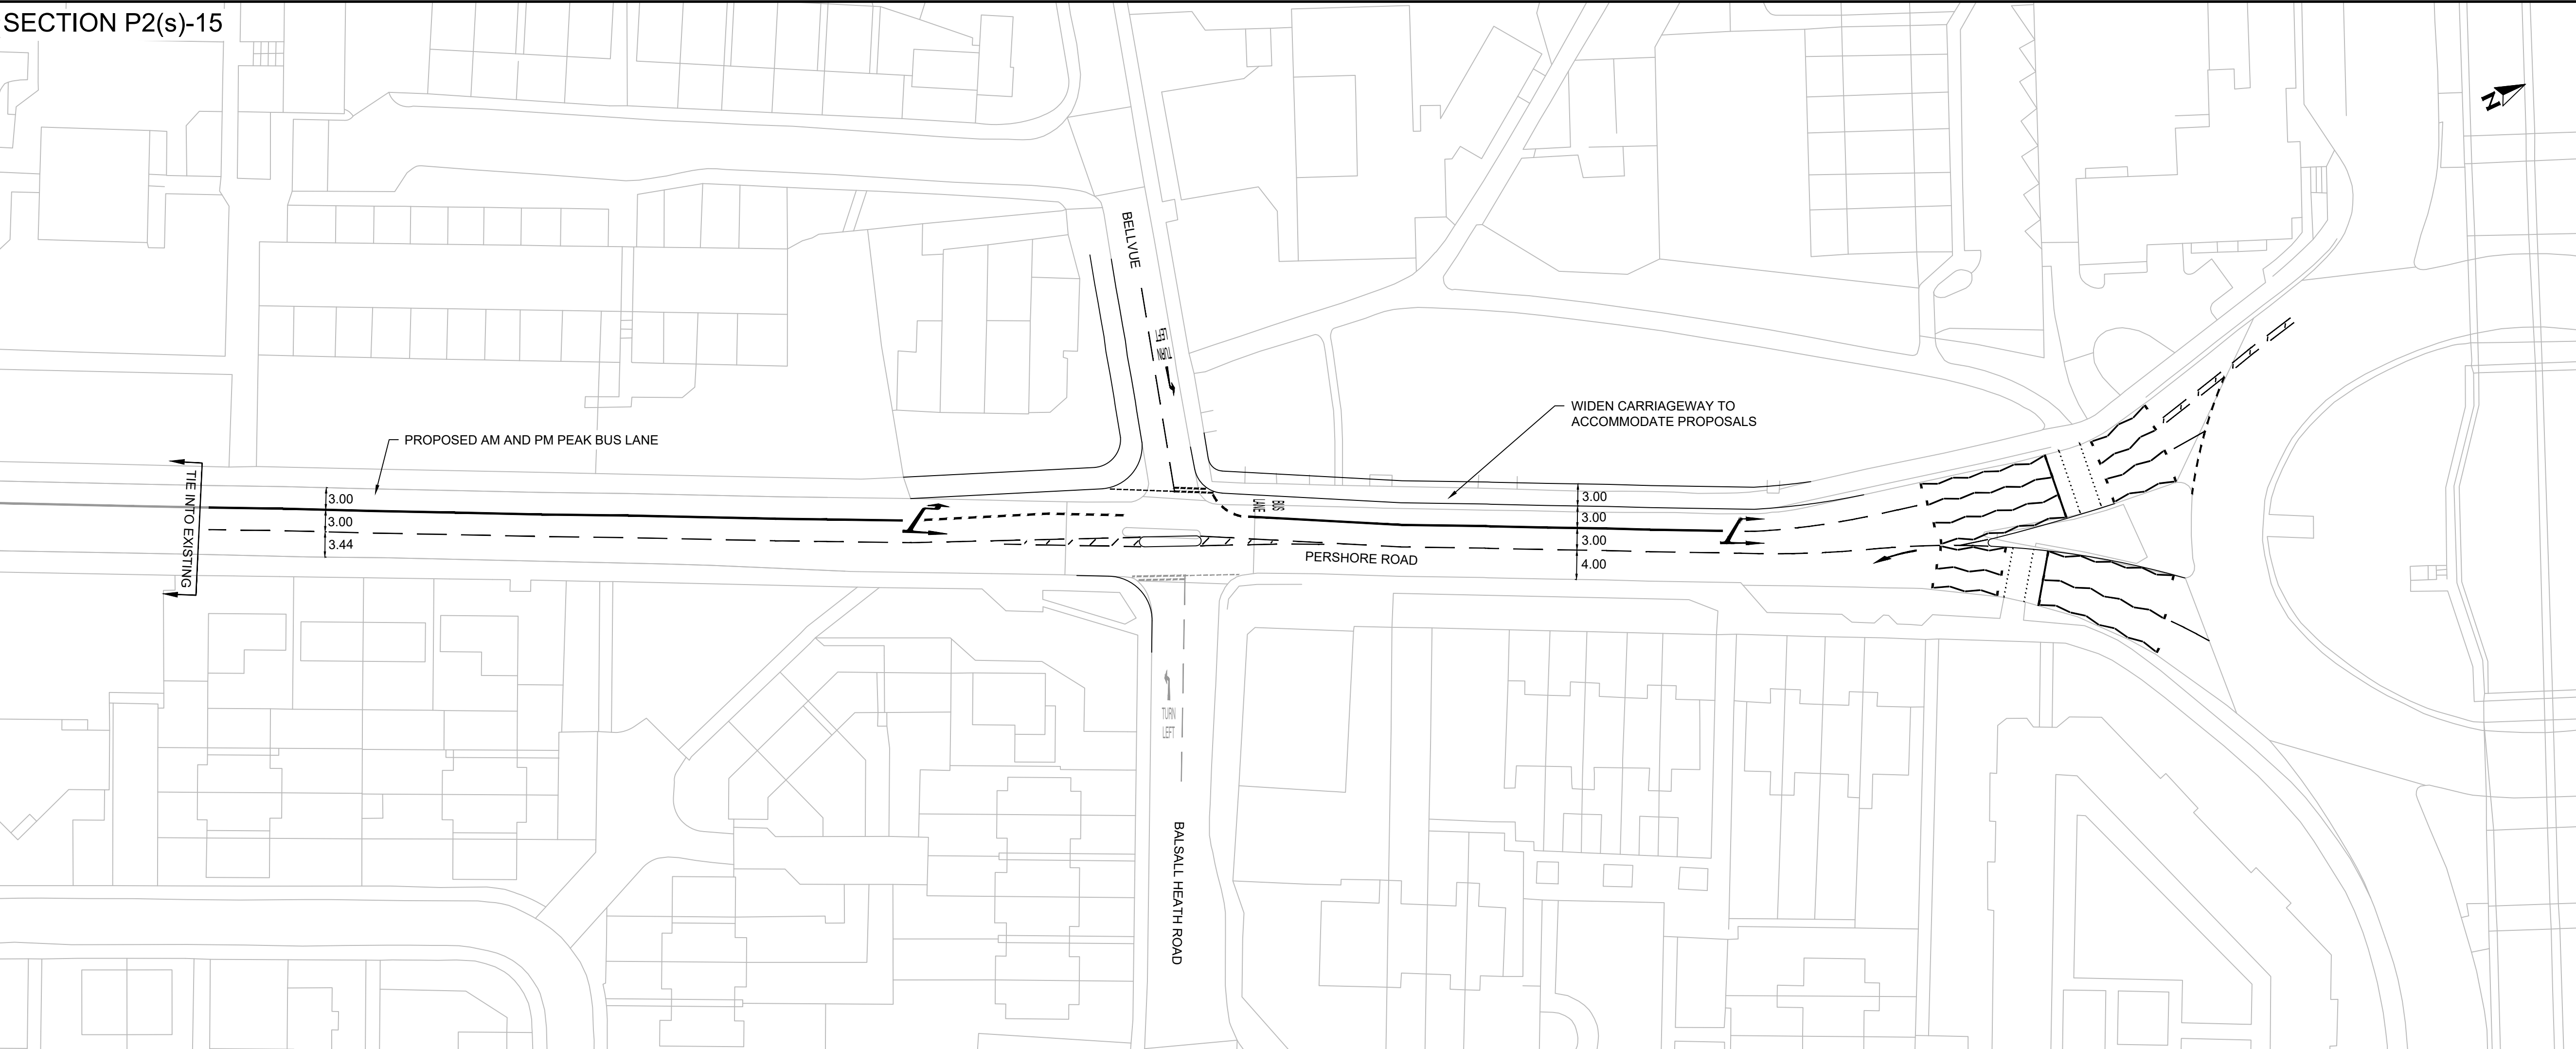 SECTION P2(s)-15
N
BELLVUE
TURN
LEFT
WIDEN CARRIAGEWAY TO
ACCOMMODATE PROPOSALS
PROPOSED AM AND PM PEAK BUS LANE
TIE INTO EXISTING
3.00
3.00
3.44
BUS
LANE
3.00
3.00
3.00
4.00
PERSHORE ROAD
TURN
LEFT
BALSALL HEATH ROAD